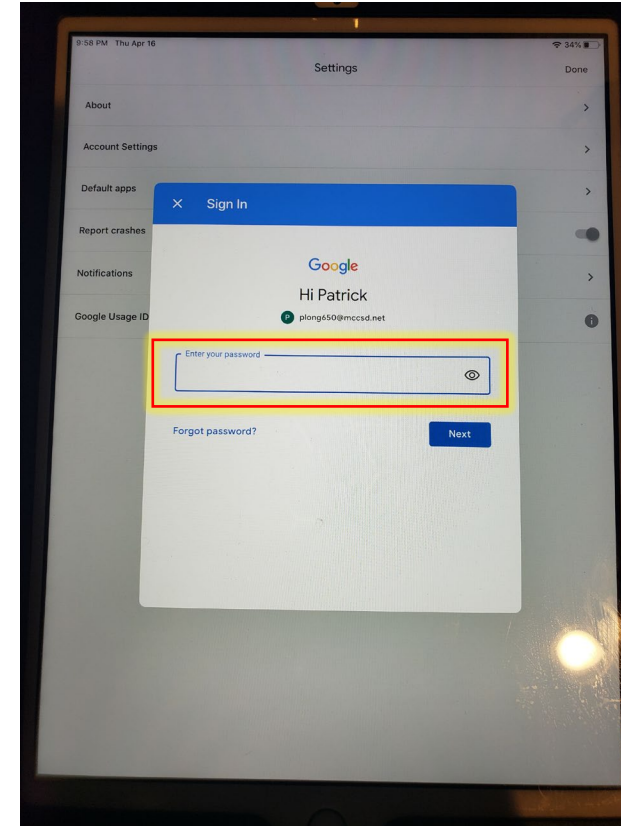 9:58 PM Thu Apr 16 34%
Settings Done
About
Account Settings
Default apps
Report crashes
Notifications
Google Usage ID
× Sign In
Google
Hi Patrick
P plong650@mccsd.net
Enter your password
Forgot password? Next